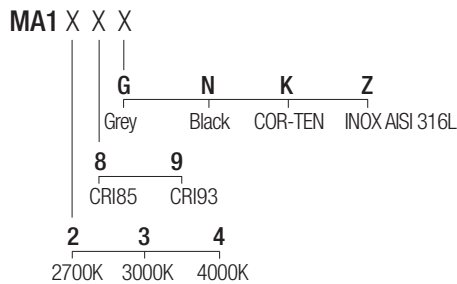 MA1 X X X
G N K Z
Grey Black COR-TEN INOX AISI 316L
8 9
CRI85 CRI93
2 3 4
2700K 3000K 4000K